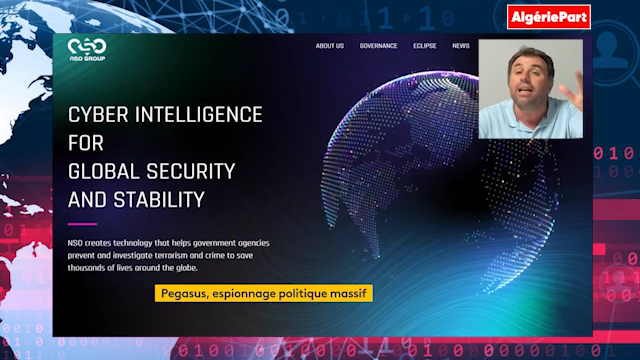 AlgériePart
NSO GROUP
ABOUT US GOVERNANCE ECLIPSE NEWS
CYBER INTELLIGENCE
FOR
GLOBAL SECURITY
AND STABILITY
NSO creates technology that helps government agencies
prevent and investigate terrorism and crime to save
thousands of lives around the globe.
Pegasus, espionnage politique massif